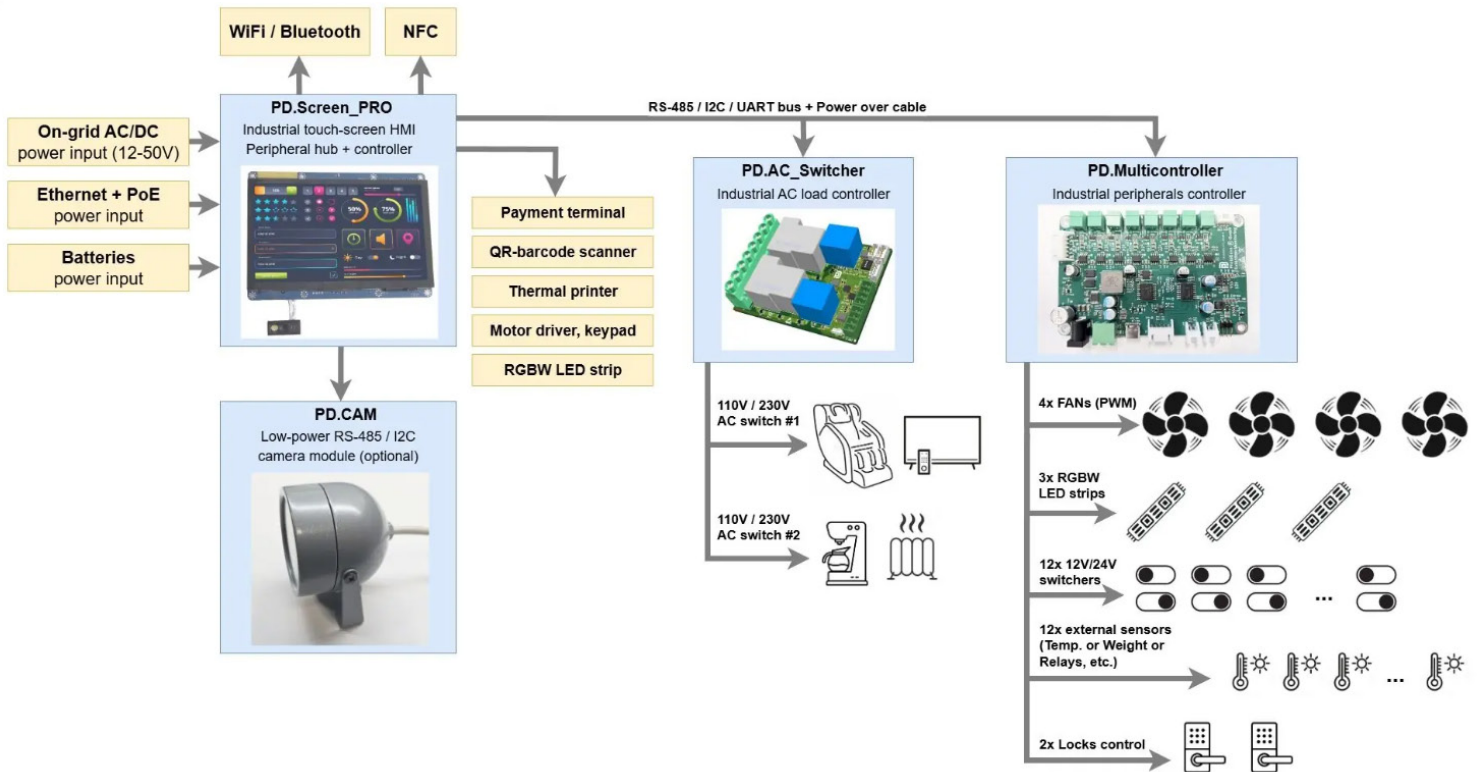 WiFi / Bluetooth
NFC
On-grid AC/DC
power input (12-50V)
Ethernet + PoE
power input
Batteries
power input
PD.Screen_PRO
Industrial touch-screen HMI
Peripheral hub + controller
50%
75%
RS-485 / I2C / UART bus + Power over cable
Payment terminal
QR-barcode scanner
Thermal printer
Motor driver, keypad
RGBW LED strip
PD.CAM
Low-power RS-485 / I2C
camera module (optional)
PD.AC_Switcher
Industrial AC load controller
110V / 230V
AC switch #1
110V / 230V
AC switch #2
PD.Multicontroller
Industrial peripherals controller
4x FANs (PWM)
3x RGBW
LED strips
12x 12V/24V
switchers
...
12x external sensors
(Temp. or Weight or
Relays, etc.)
...
2x Locks control